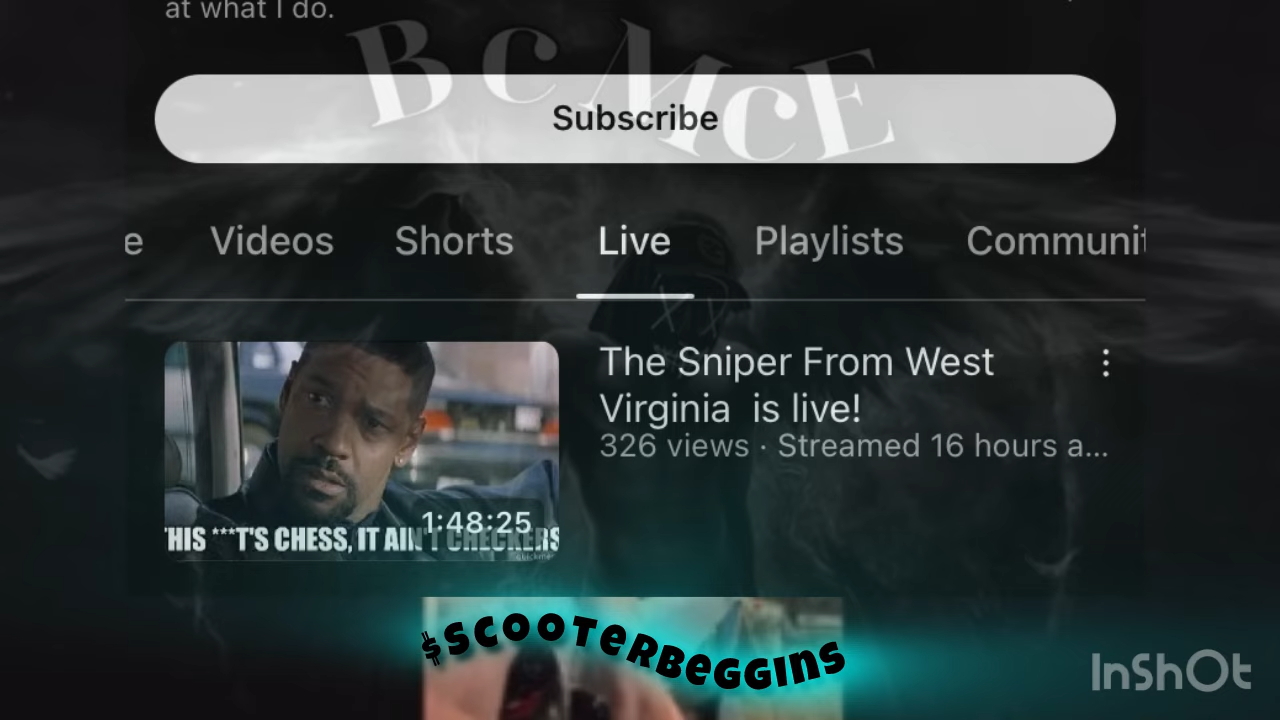 at what I do.
BCMCE
Subscribe
e Videos Shorts Live Playlists Communit
The Sniper From West
Virginia is live!
326 views · Streamed 16 hours a...
1:48:25
THIS ***T'S CHESS, IT AIN'T CHECKERS
$SCOOTERBEGGINS
InShOt